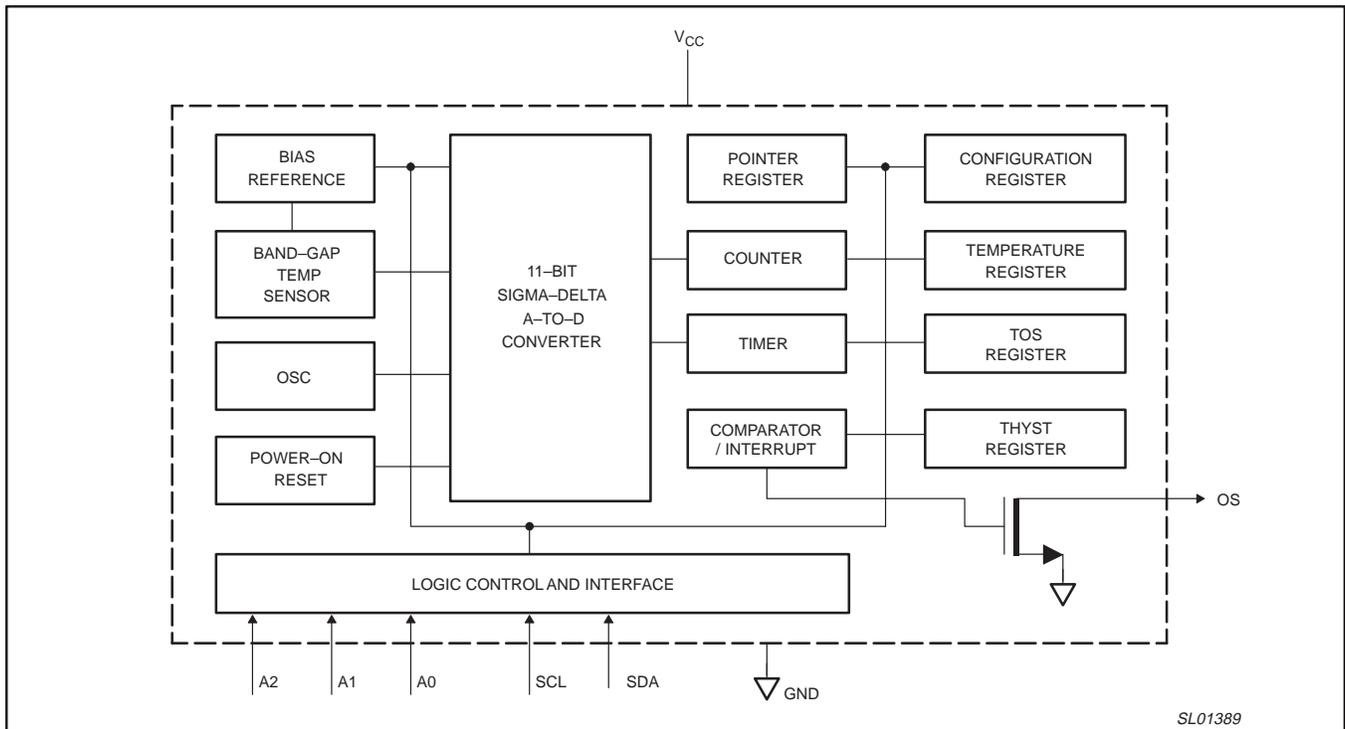 VCC
BIAS
REFERENCE
BAND–GAP
TEMP
SENSOR
OSC
POWER–ON
RESET
11–BIT
SIGMA–DELTA
A–TO–D
CONVERTER
POINTER
REGISTER
COUNTER
TIMER
COMPARATOR
/ INTERRUPT
CONFIGURATION
REGISTER
TEMPERATURE
REGISTER
TOS
REGISTER
THYST
REGISTER
OS
LOGIC CONTROL AND INTERFACE
A2
A1
A0
SCL
SDA
GND
SL01389